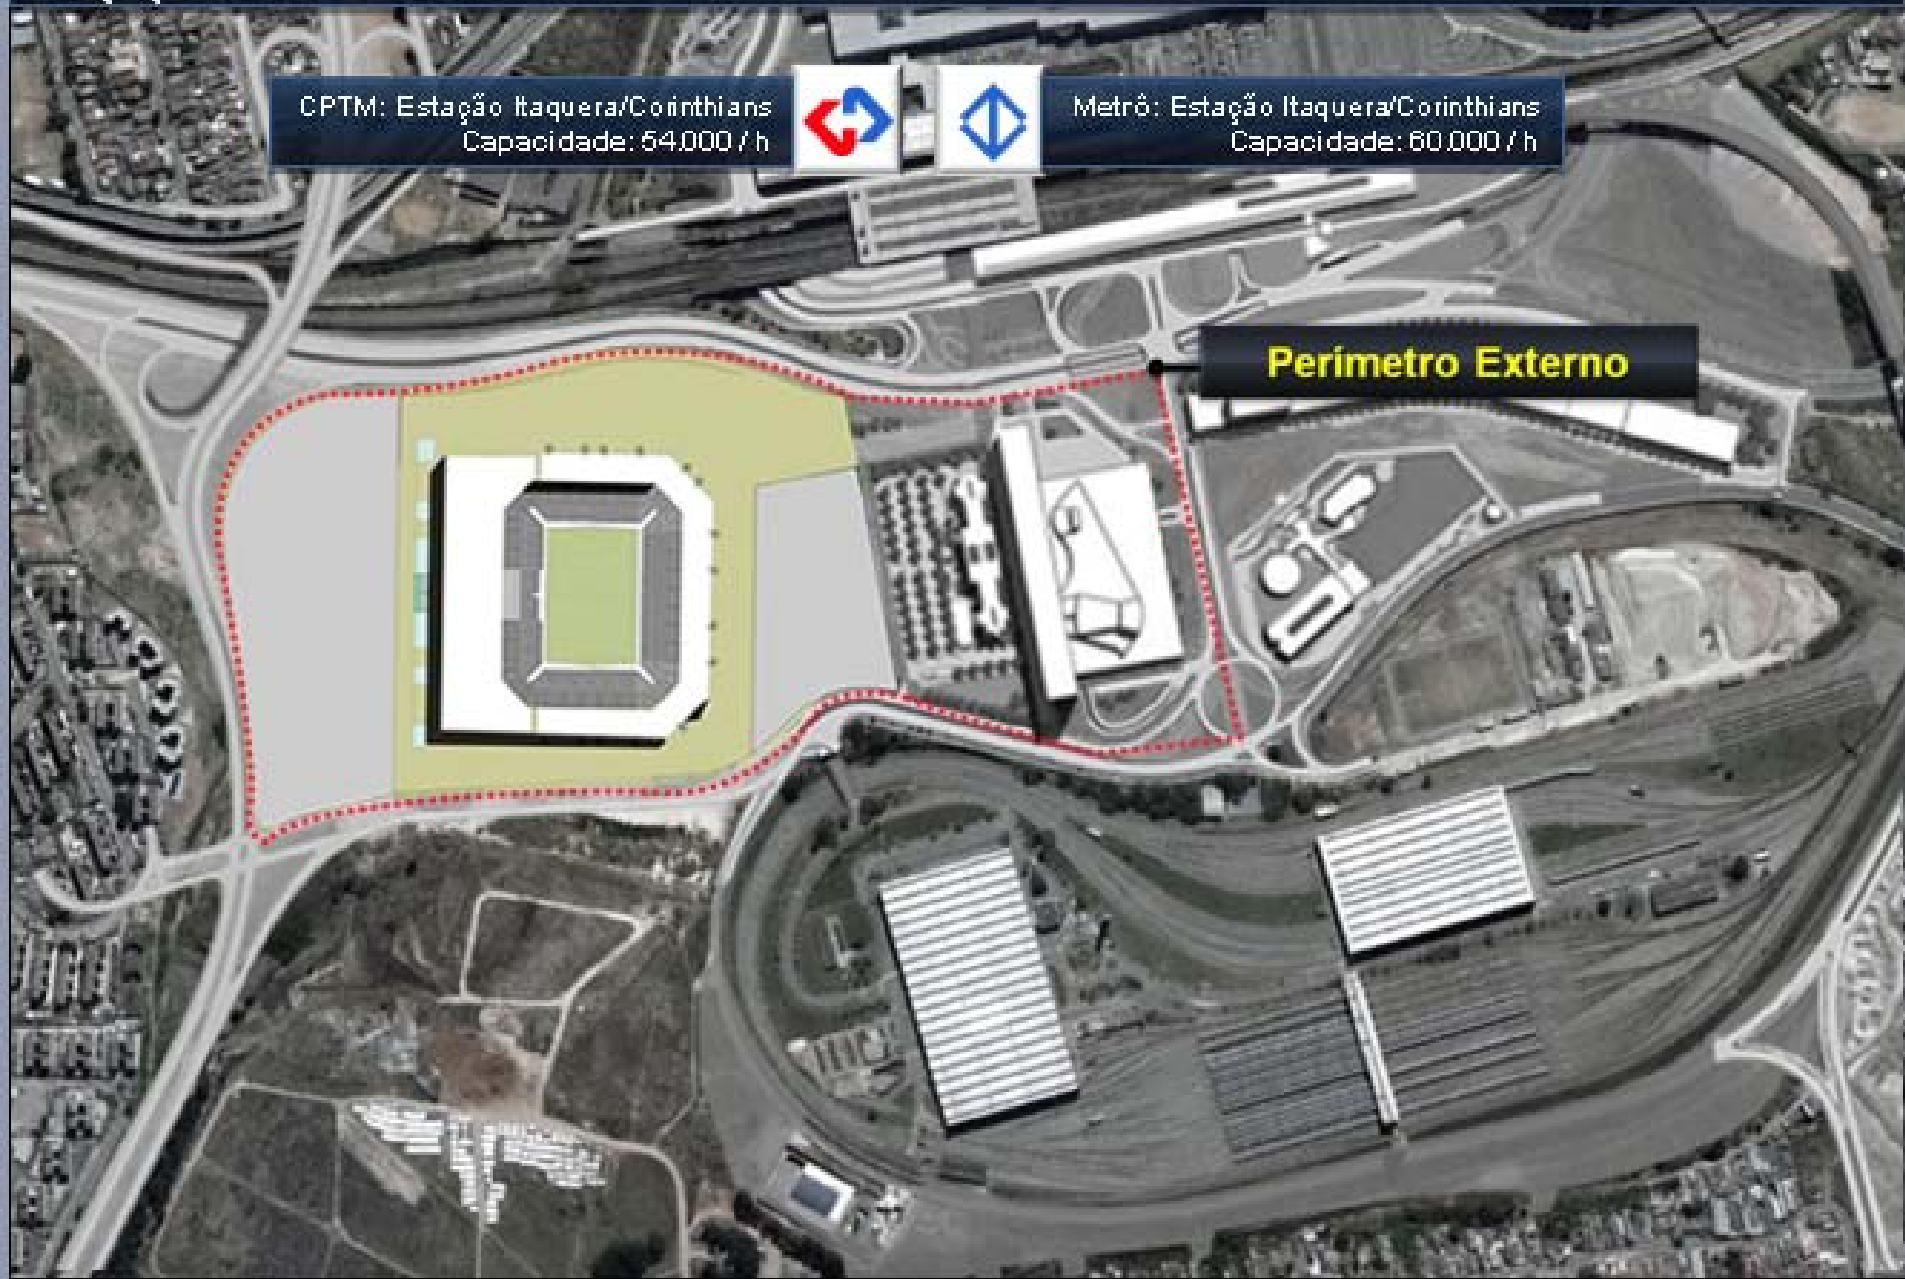 CPTM: Estação Itaquera/Corinthians
Capacidade: 54.000 / h
Metrô: Estação Itaquera/Corinthians
Capacidade: 60.000 / h
Perímetro Externo